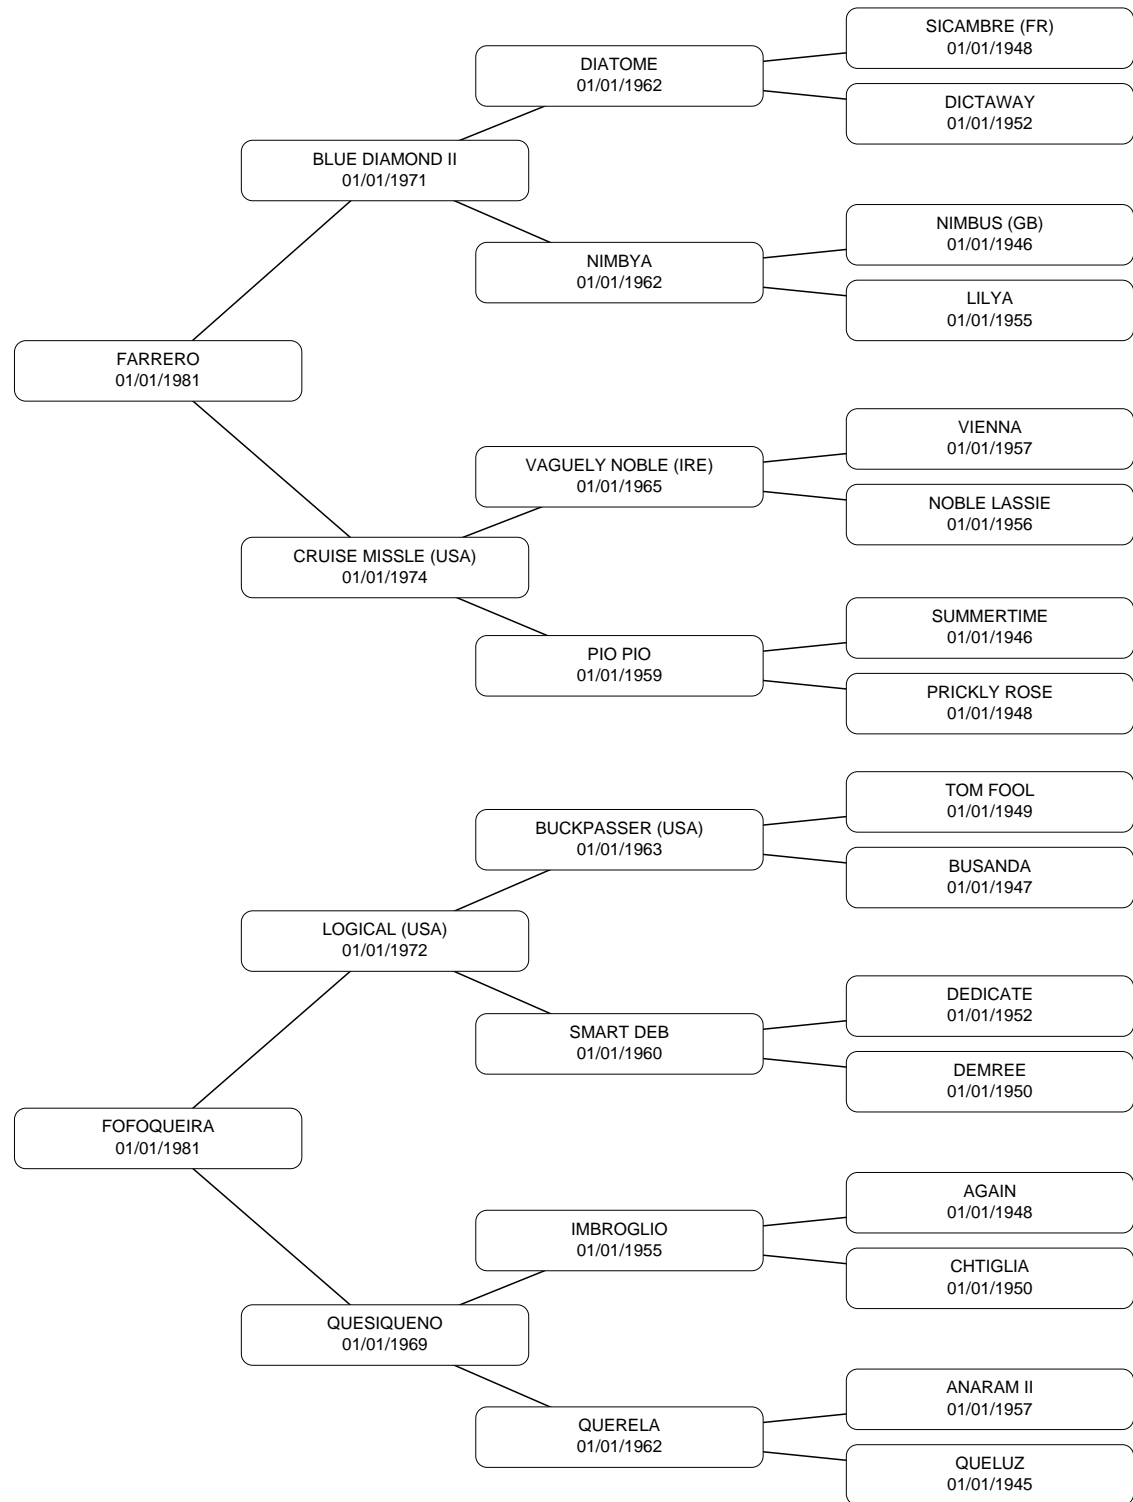 SICAMBRE (FR)
01/01/1948
DIATOME
01/01/1962
DICTAWAY
01/01/1952
BLUE DIAMOND II
01/01/1971
NIMBUS (GB)
01/01/1946
NIMBYA
01/01/1962
LILYA
01/01/1955
FARRERO
01/01/1981
VIENNA
01/01/1957
VAGUELY NOBLE (IRE)
01/01/1965
NOBLE LASSIE
01/01/1956
CRUISE MISSLE (USA)
01/01/1974
SUMMERTIME
01/01/1946
PIO PIO
01/01/1959
PRICKLY ROSE
01/01/1948
TOM FOOL
01/01/1949
BUCKPASSER (USA)
01/01/1963
BUSANDA
01/01/1947
LOGICAL (USA)
01/01/1972
DEDICATE
01/01/1952
SMART DEB
01/01/1960
DEMREE
01/01/1950
FOFOQUEIRA
01/01/1981
AGAIN
01/01/1948
IMBROGLIO
01/01/1955
CHTIGLIA
01/01/1950
QUESIQUENO
01/01/1969
ANARAM II
01/01/1957
QUERELA
01/01/1962
QUELUZ
01/01/1945